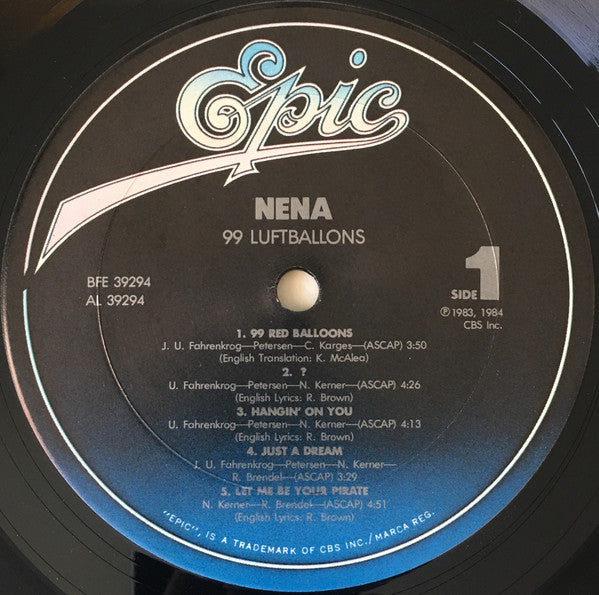 Epic
NENA
99 LUFTBALLONS
BFE 39294
AL 39294
SIDE 1
℗ 1983, 1984
CBS Inc.
1. 99 RED BALLOONS
J. U. Fahrenkrog—Petersen—C. Karges—(ASCAP) 3:50
(English Translation: K. McAlea)
2. ?
U. Fahrenkrog—Petersen—N. Kerner—(ASCAP) 4:26
(English Lyrics: R. Brown)
3. HANGIN' ON YOU
U. Fahrenkrog—Petersen—N. Kerner—(ASCAP) 4:13
(English Lyrics: R. Brown)
4. JUST A DREAM
J. U. Fahrenkrog—Petersen—N. Kerner—
R. Brendel—(ASCAP) 3:29
5. LET ME BE YOUR PIRATE
N. Kerner—R. Brendel—(ASCAP) 4:51
(English Lyrics: R. Brown)
"EPIC", IS A TRADEMARK OF CBS INC./MARCA REG.